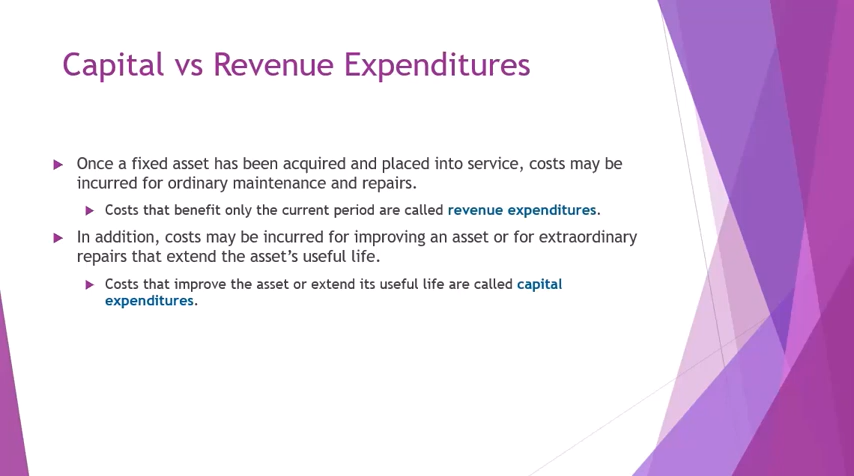 Capital vs Revenue Expenditures
Once a fixed asset has been acquired and placed into service, costs may be
incurred for ordinary maintenance and repairs.
Costs that benefit only the current period are called revenue expenditures.
In addition, costs may be incurred for improving an asset or for extraordinary
repairs that extend the asset’s useful life.
Costs that improve the asset or extend its useful life are called capital
expenditures.